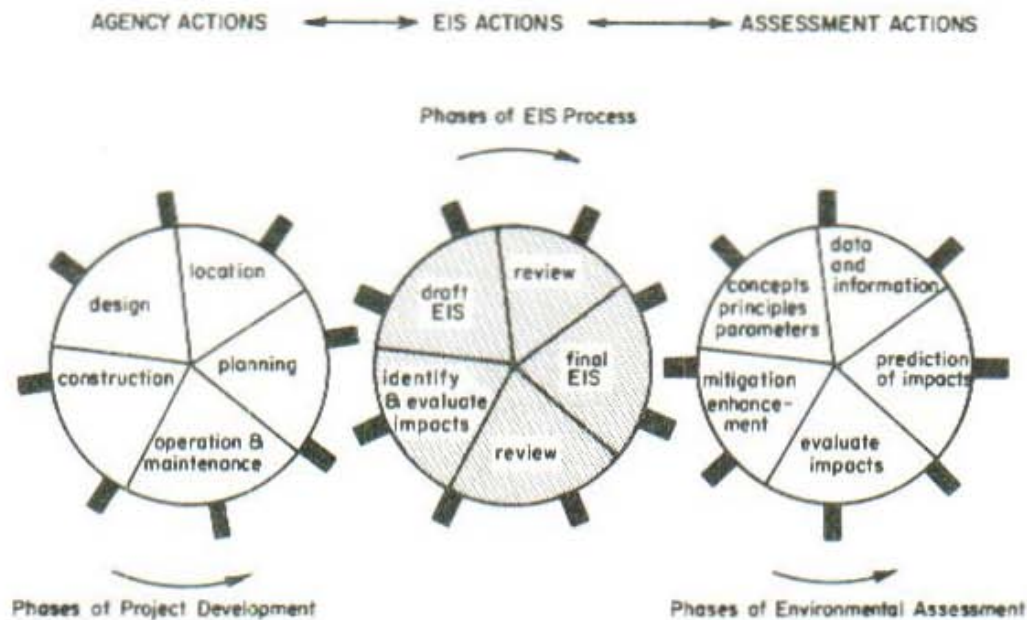 AGENCY ACTIONS
EIS ACTIONS
ASSESSMENT ACTIONS
Phases of EIS Process
location
design
planning
construction
operation &
maintenance
review
draft
EIS
final
EIS
identify
& evaluate
impacts
review
data
and
information
concepts
principles
parameters
prediction
of impacts
mitigation
enhance-
ment
evaluate
impacts
Phases of Project Development
Phases of Environmental Assessment